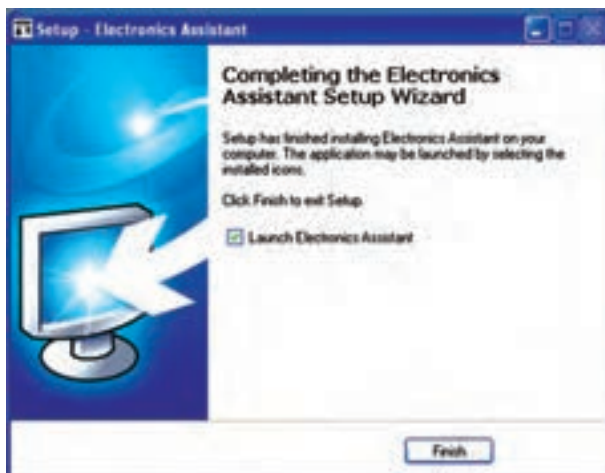 Setup - Electronics Assistant
Completing the Electronics
Assistant Setup Wizard
Setup has finished installing Electronics Assistant on your
computer. The application may be launched by selecting the
installed icons.
Click Finish to exit Setup.
Launch Electronics Assistant
Finish